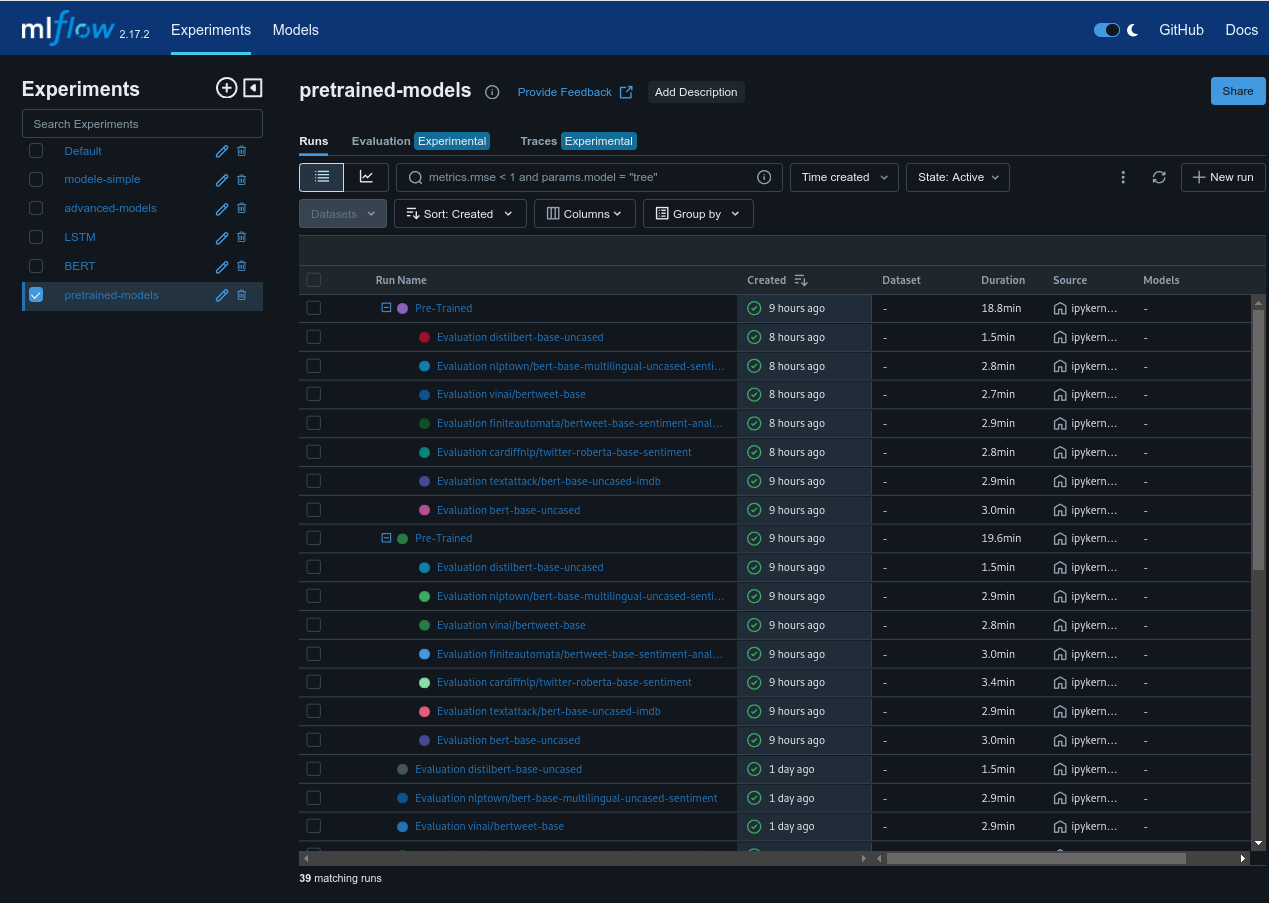 mlflow 2.17.2 Experiments Models GitHub Docs
Experiments
Search Experiments
Default
modele-simple
advanced-models
LSTM
BERT
pretrained-models
pretrained-models Provide Feedback Add Description Share
Runs Evaluation Experimental Traces Experimental
metrics.rmse < 1 and params.model = "tree" Time created State: Active New run
Datasets Sort: Created Columns Group by
Run Name Created Dataset Duration Source Models
Pre-Trained 9 hours ago - 18.8min ipykern... -
Evaluation distilbert-base-uncased 8 hours ago - 1.5min ipykern... -
Evaluation nlptown/bert-base-multilingual-uncased-senti... 8 hours ago - 2.8min ipykern... -
Evaluation vinai/bertweet-base 8 hours ago - 2.7min ipykern... -
Evaluation finiteautomata/bertweet-base-sentiment-anal... 8 hours ago - 2.9min ipykern... -
Evaluation cardiffnlp/twitter-roberta-base-sentiment 8 hours ago - 2.8min ipykern... -
Evaluation textattack/bert-base-uncased-imdb 9 hours ago - 2.9min ipykern... -
Evaluation bert-base-uncased 9 hours ago - 3.0min ipykern... -
Pre-Trained 9 hours ago - 19.6min ipykern... -
Evaluation distilbert-base-uncased 9 hours ago - 1.5min ipykern... -
Evaluation nlptown/bert-base-multilingual-uncased-senti... 9 hours ago - 2.9min ipykern... -
Evaluation vinai/bertweet-base 9 hours ago - 2.8min ipykern... -
Evaluation finiteautomata/bertweet-base-sentiment-anal... 9 hours ago - 3.0min ipykern... -
Evaluation cardiffnlp/twitter-roberta-base-sentiment 9 hours ago - 3.4min ipykern... -
Evaluation textattack/bert-base-uncased-imdb 9 hours ago - 2.9min ipykern... -
Evaluation bert-base-uncased 9 hours ago - 3.0min ipykern... -
Evaluation distilbert-base-uncased 1 day ago - 1.5min ipykern... -
Evaluation nlptown/bert-base-multilingual-uncased-sentiment 1 day ago - 2.9min ipykern... -
Evaluation vinai/bertweet-base 1 day ago - 2.9min ipykern... -
39 matching runs